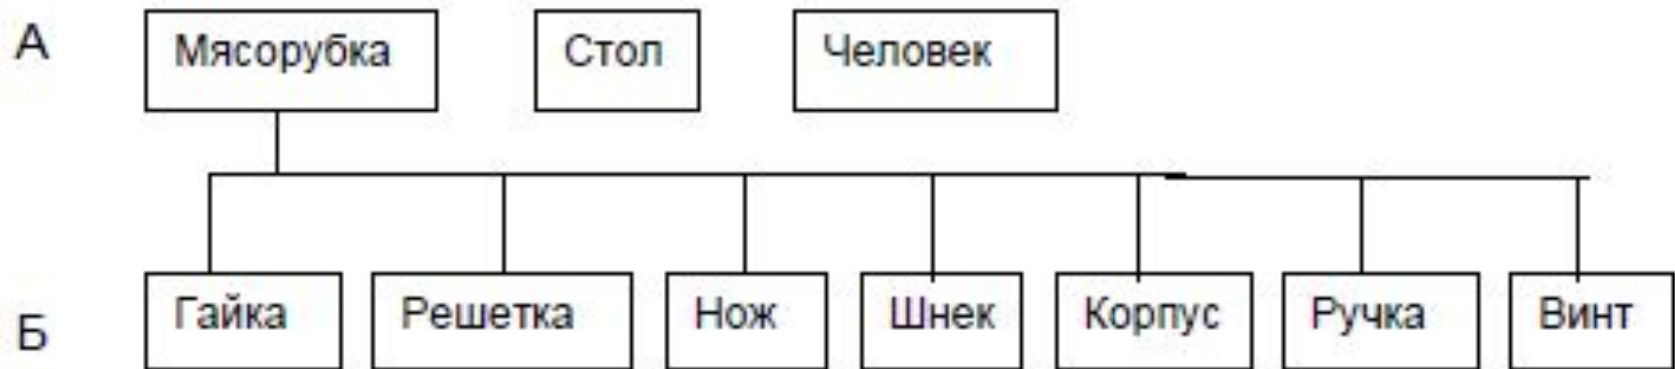 А Мясорубка Стол Человек
Б Гайка Решетка Нож Шнек Корпус Ручка Винт